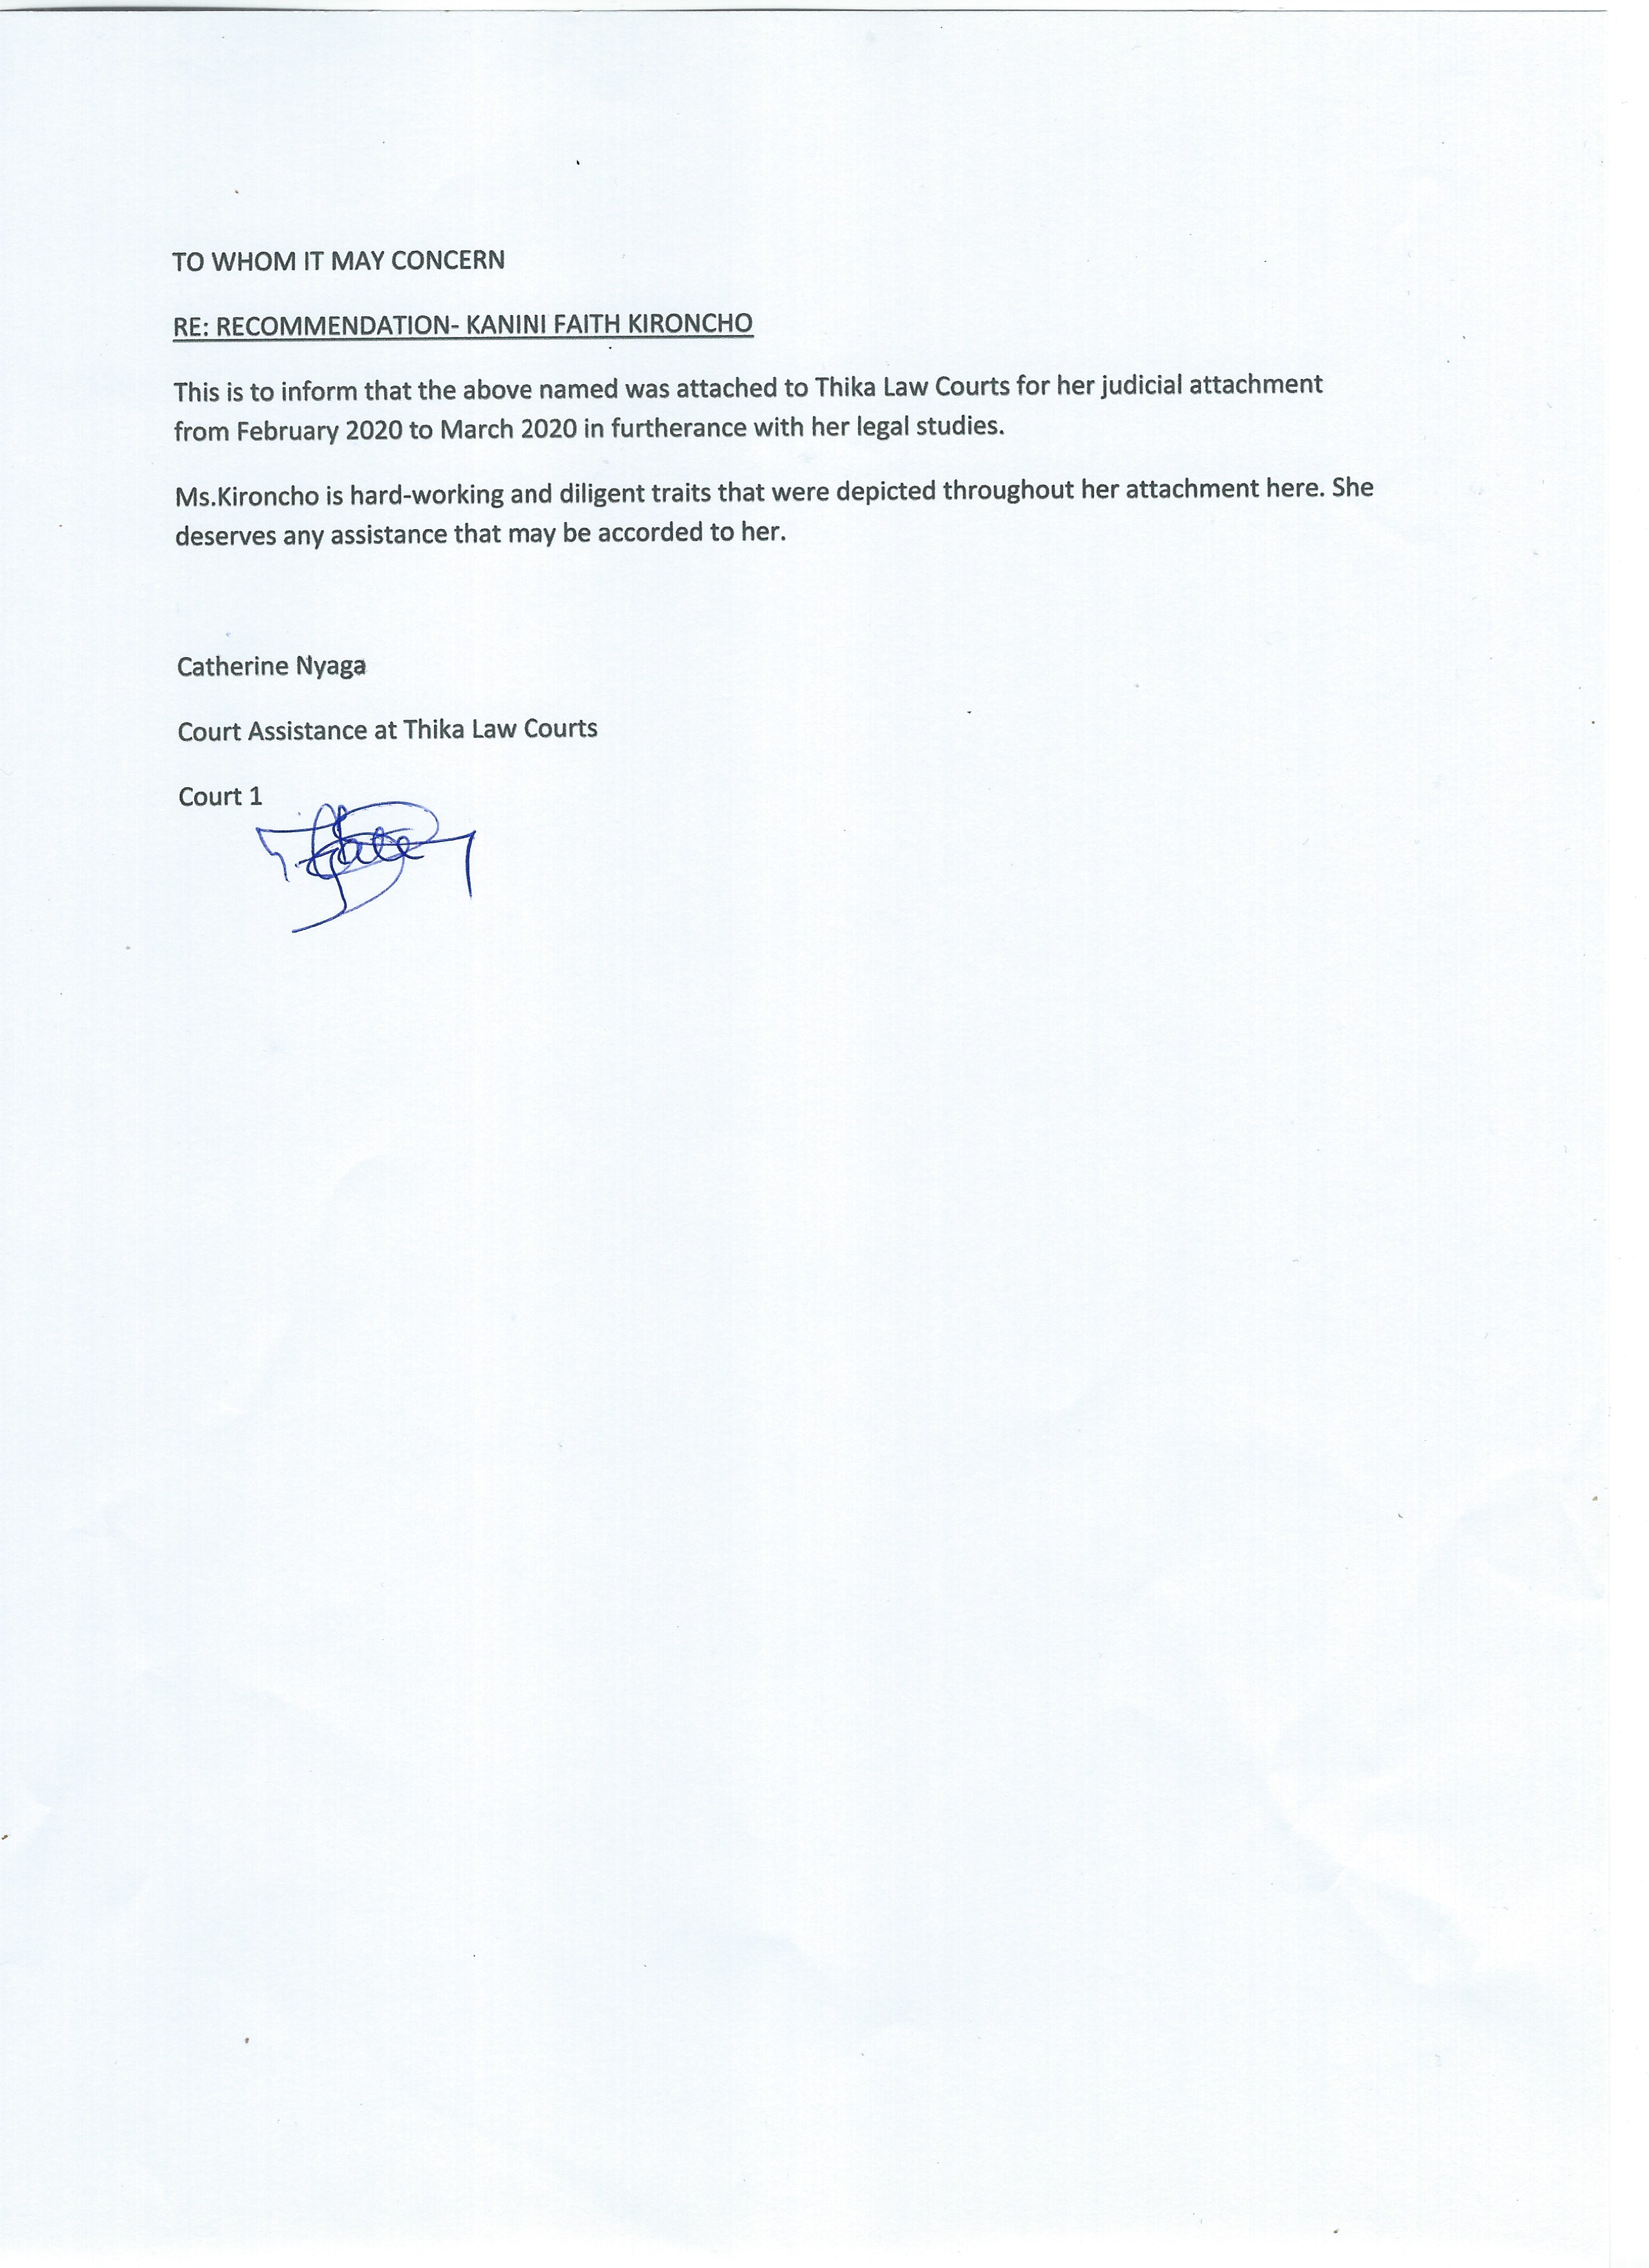 TO WHOM IT MAY CONCERN
RE: RECOMMENDATION- KANINI FAITH KIRONCHO
This is to inform that the above named was attached to Thika Law Courts for her judicial attachment
from February 2020 to March 2020 in furtherance with her legal studies.
Ms.Kironcho is hard-working and diligent traits that were depicted throughout her attachment here. She
deserves any assistance that may be accorded to her.
Catherine Nyaga
Court Assistance at Thika Law Courts
Court 1